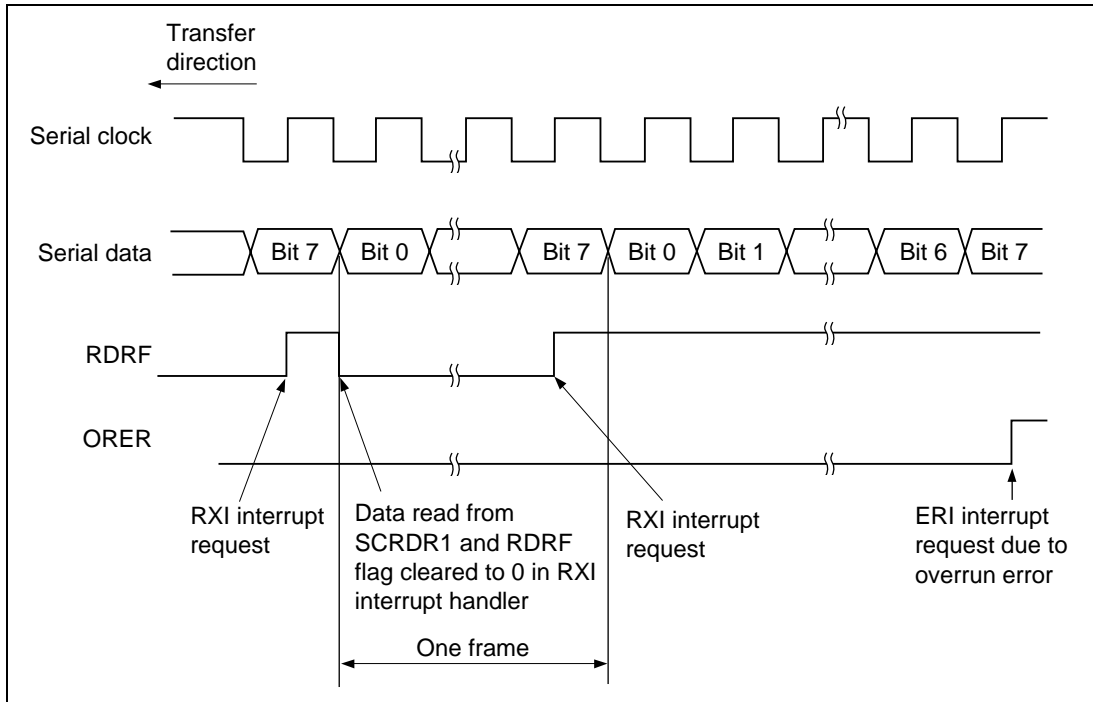 Transfer
direction
Serial clock
Serial data
Bit 7
Bit 0
Bit 7
Bit 0
Bit 1
Bit 6
Bit 7
RDRF
ORER
RXI interrupt
request
Data read from
SCRDR1 and RDRF
flag cleared to 0 in RXI
interrupt handler
RXI interrupt
request
ERI interrupt
request due to
overrun error
One frame